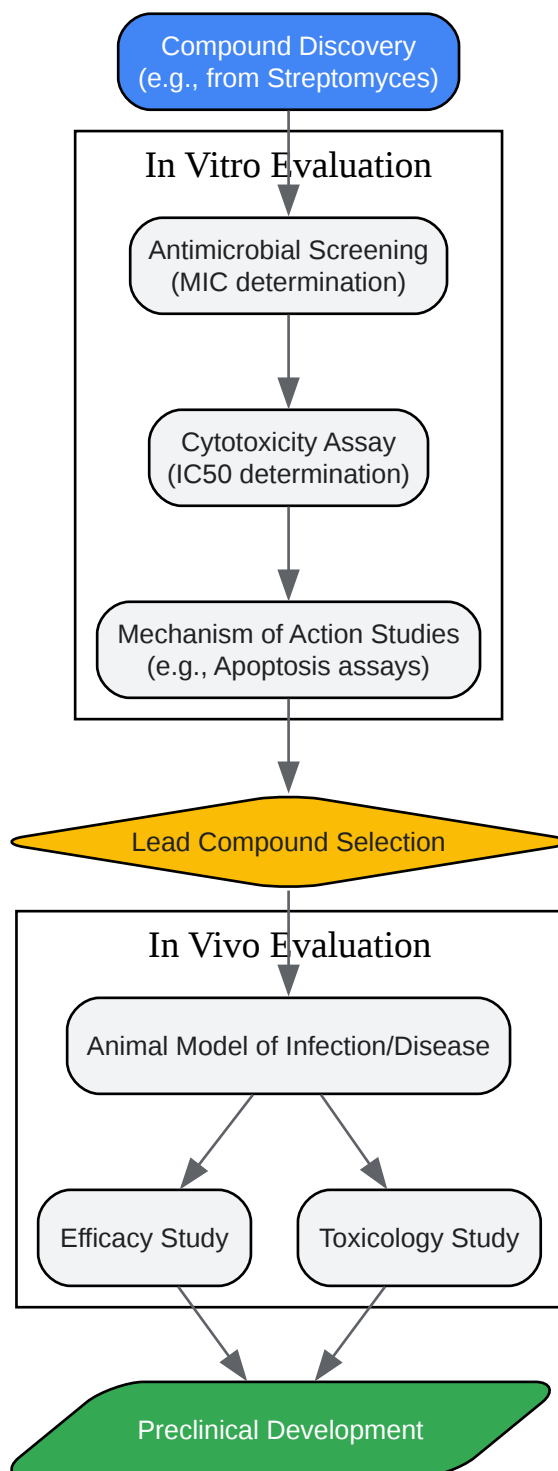 Compound Discovery
(e.g., from Streptomyces)
In Vitro Evaluation
Antimicrobial Screening
(MIC determination)
Cytotoxicity Assay
(IC50 determination)
Mechanism of Action Studies
(e.g., Apoptosis assays)
Lead Compound Selection
In Vivo Evaluation
Animal Model of Infection/Disease
Efficacy Study
Toxicology Study
Preclinical Development